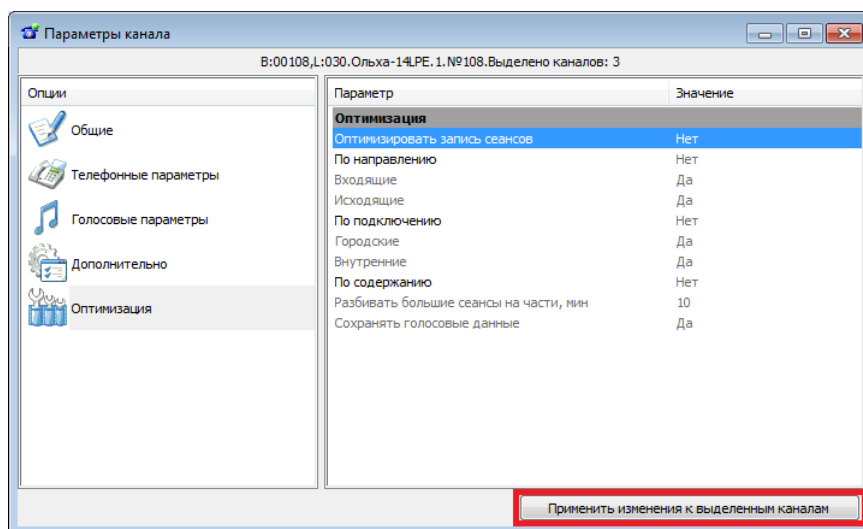 Параметры канала
B:00108,L:030.Ольха-14LPE.1.№108.Выделено каналов: 3
Опции
Общие
Телефонные параметры
Голосовые параметры
Дополнительно
Оптимизация
Параметр Значение
Оптимизация
Оптимизировать запись сеансов Нет
По направлению Нет
Входящие Да
Исходящие Да
По подключению Нет
Городские Да
Внутренние Да
По содержанию Нет
Разбивать большие сеансы на части, мин 10
Сохранять голосовые данные Да
Применить изменения к выделенным каналам